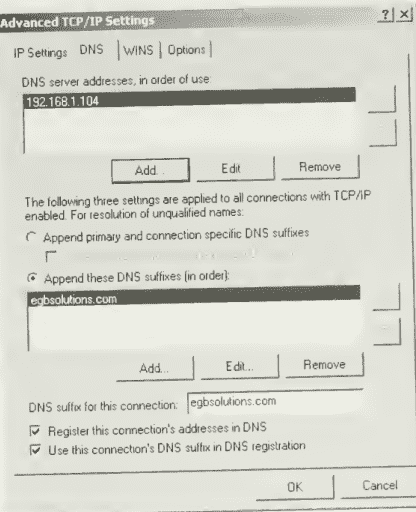 Advanced TCP/IP Settings
? X
IP Settings DNS WINS Options
DNS server addresses, in order of use:
192.168.1.104
Add... Edit Remove
The following three settings are applied to all connections with TCP/IP
enabled. For resolution of unqualified names:
Append primary and connection specific DNS suffixes
Append these DNS suffixes (in order):
egbsolutions.com
Add... Edit... Remove
DNS suffix for this connection: egbsolutions.com
Register this connection's addresses in DNS
Use this connection's DNS suffix in DNS registration
OK Cancel